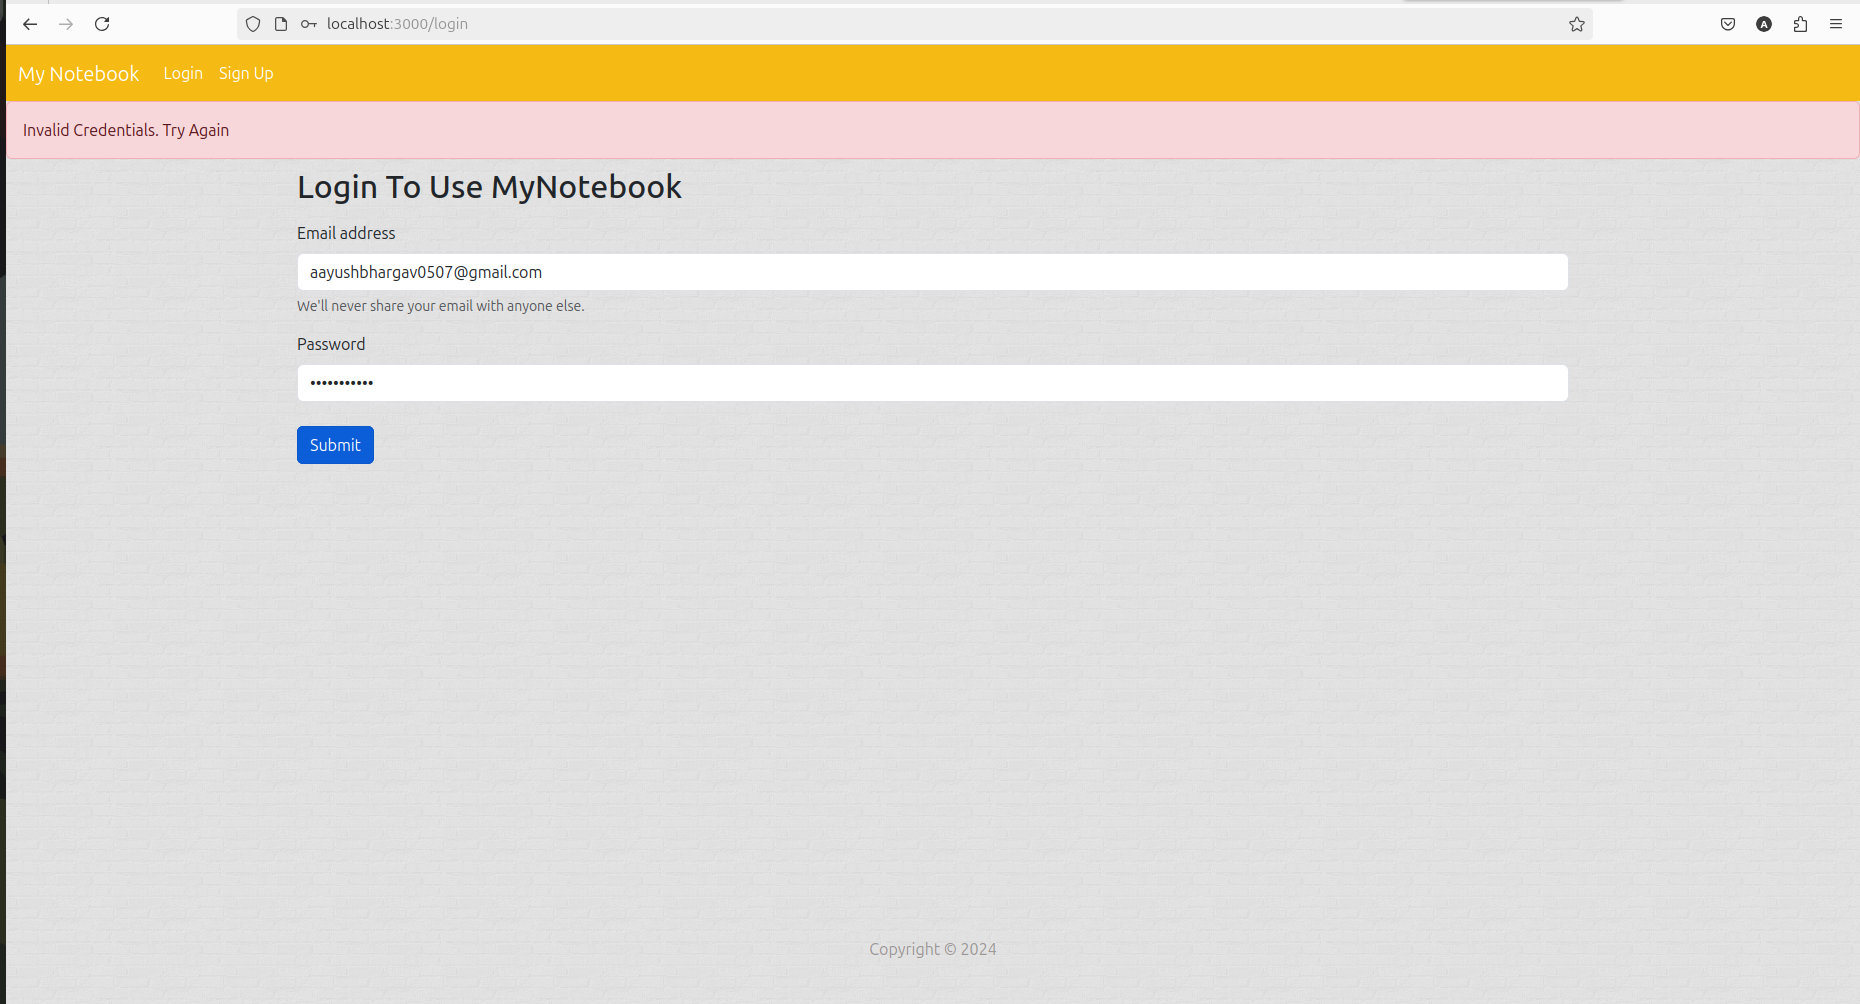 localhost:3000/login
A
My Notebook Login Sign Up
Invalid Credentials. Try Again
Login To Use MyNotebook
Email address
aayushbhargav0507@gmail.com
We'll never share your email with anyone else.
Password
•••••••••••
Submit
Copyright © 2024